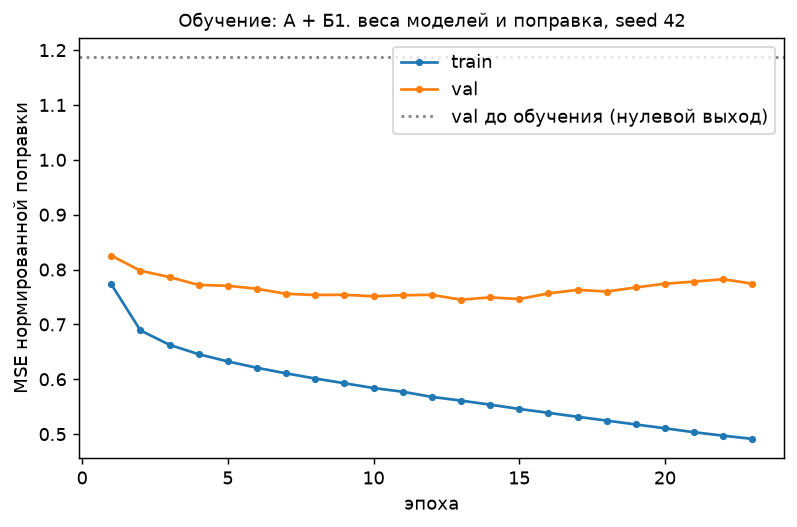 Обучение: А + Б1. веса моделей и поправка, seed 42
train
val
val до обучения (нулевой выход)
MSE нормированной поправки
1.2
1.1
1.0
0.9
0.8
0.7
0.6
0.5
0
5
10
15
20
эпоха